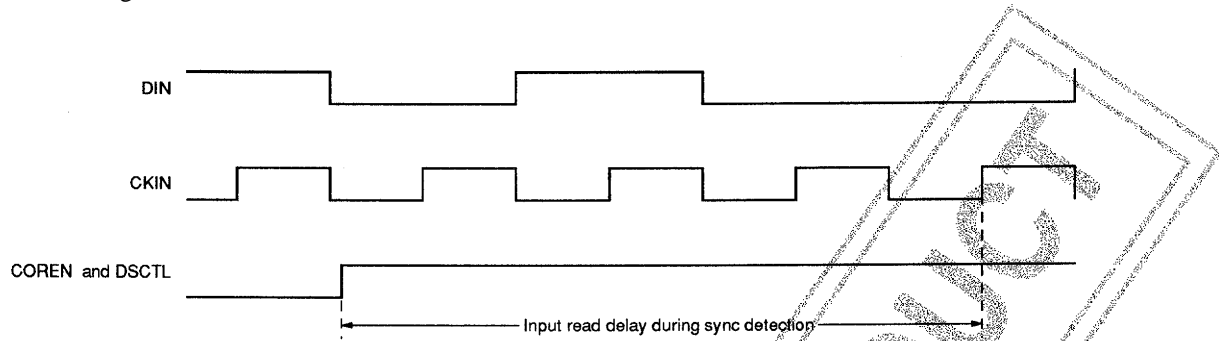 DIN
CKIN
COREN and DSCTL
Input read delay during sync detection